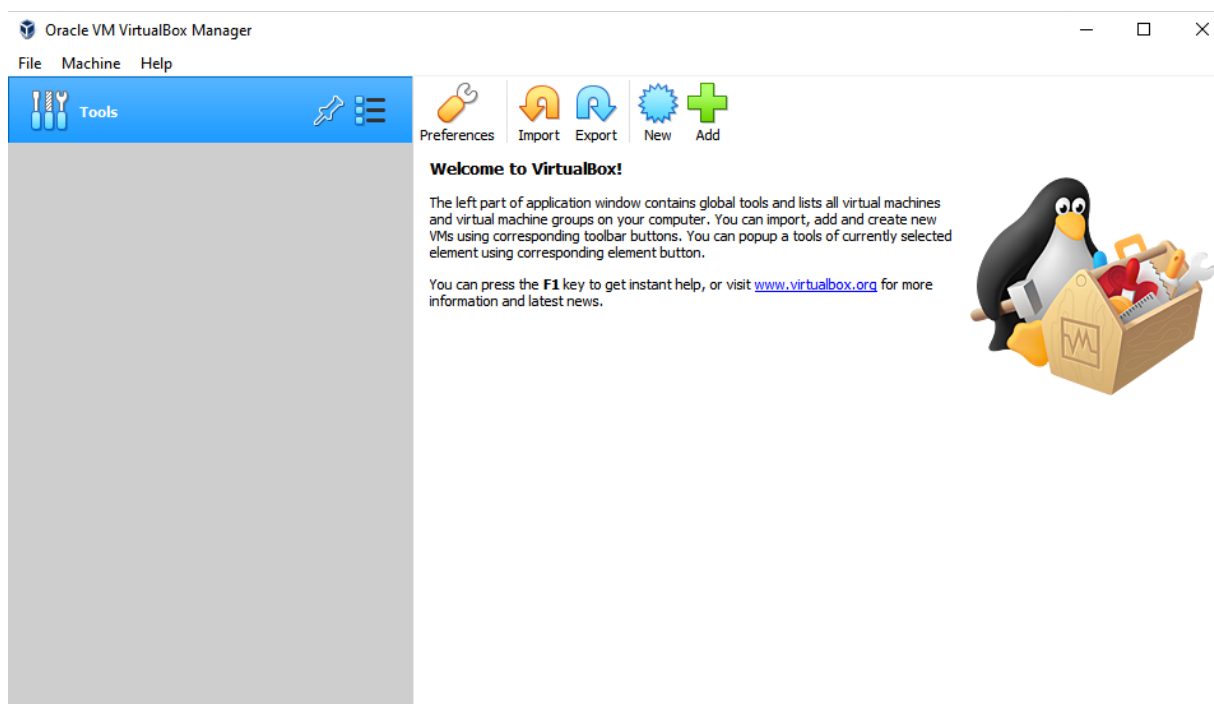 Oracle VM VirtualBox Manager
File Machine Help
Tools
Preferences Import Export New Add
Welcome to VirtualBox!
The left part of application window contains global tools and lists all virtual machines
and virtual machine groups on your computer. You can import, add and create new
VMs using corresponding toolbar buttons. You can popup a tools of currently selected
element using corresponding element button.
You can press the F1 key to get instant help, or visit www.virtualbox.org for more
information and latest news.